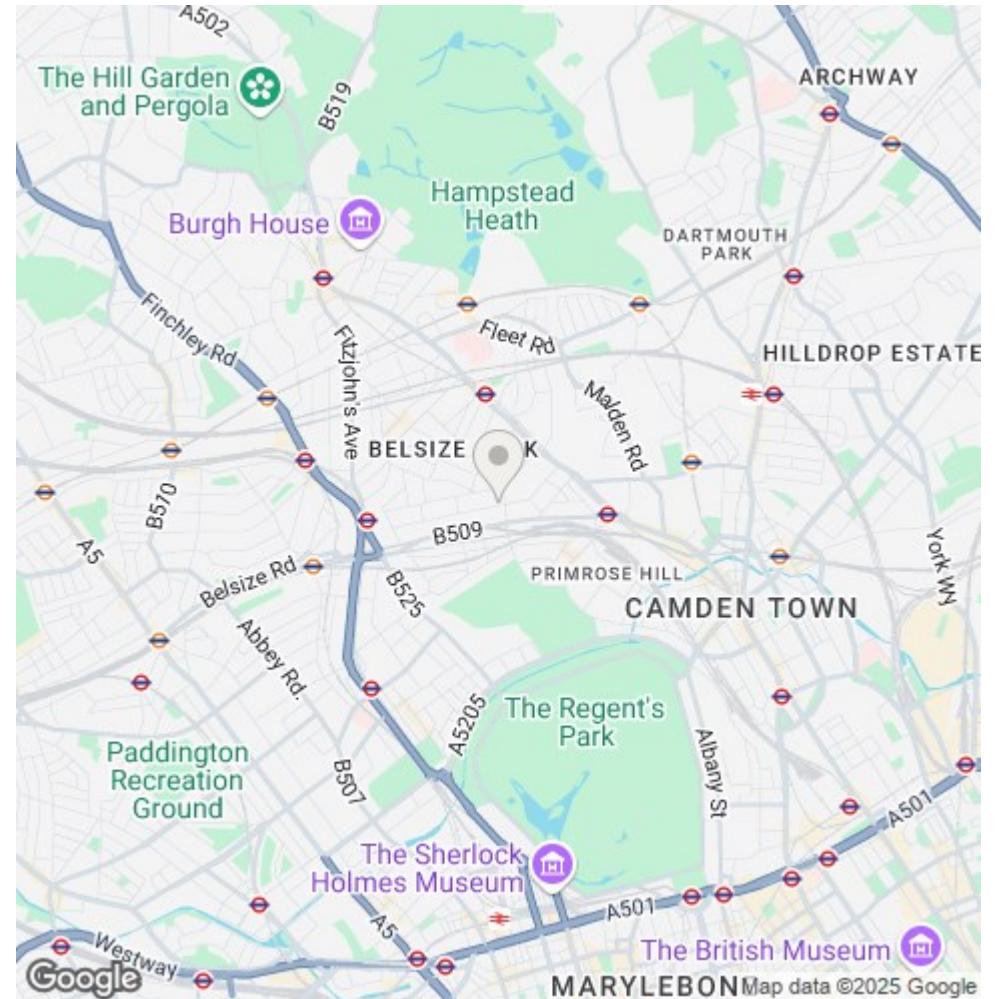 A502
The Hill Garden
and Pergola
B519
ARCHWAY
Hampstead
Heath
Burgh House
DARTMOUTH
PARK
Finchley Rd
Fitzjohn's Ave
Fleet Rd
HILLDROP ESTATE
Malden Rd
BELSIZE K
B510
A5
B509
York Wy
Belsize Rd
B525
PRIMROSE HILL
CAMDEN TOWN
Abbey Rd.
A5205
The Regent's
Park
Albany St
Paddington
Recreation
Ground
B507
A501
The Sherlock
Holmes Museum
A5
A501
Westway
The British Museum
Google
MARYLEBON
Map data ©2025 Google